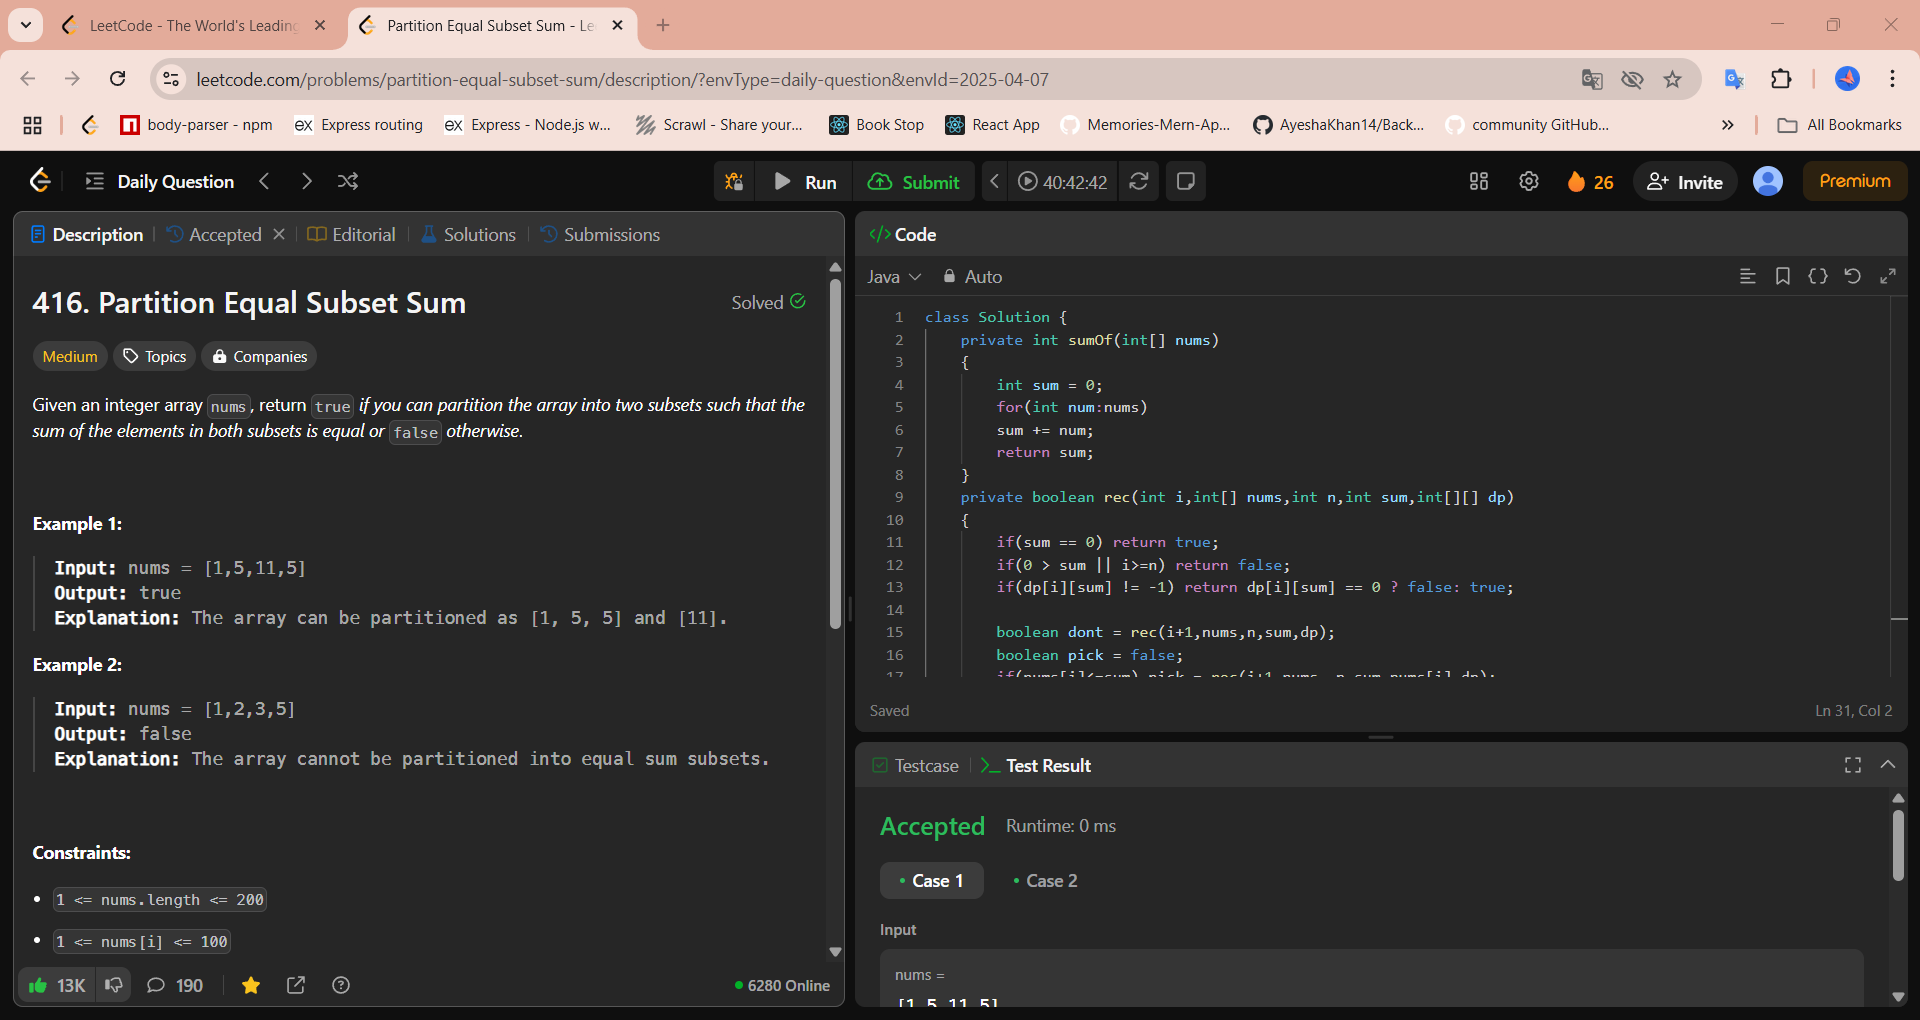 LeetCode - The World's Leading
Partition Equal Subset Sum - Le
leetcode.com/problems/partition-equal-subset-sum/description/?envType=daily-question&envId=2025-04-07
body-parser - npm
ex Express routing
ex Express - Node.js w...
Scrawl - Share your...
Book Stop
React App
Memories-Mern-Ap...
AyeshaKhan14/Back...
community GitHub...
All Bookmarks
Daily Question
Run
Submit
40:42:42
26
Invite
Premium
Description
Accepted
Editorial
Solutions
Submissions
416. Partition Equal Subset Sum
Solved
Medium
Topics
Companies
Given an integer array nums, return true if you can partition the array into two subsets such that the
sum of the elements in both subsets is equal or false otherwise.
Example 1:
Input: nums = [1,5,11,5]
Output: true
Explanation: The array can be partitioned as [1, 5, 5] and [11].
Example 2:
Input: nums = [1,2,3,5]
Output: false
Explanation: The array cannot be partitioned into equal sum subsets.
Constraints:
• 1 <= nums.length <= 200
• 1 <= nums[i] <= 100
13K
190
6280 Online
</> Code
Java
Auto
1 class Solution {
2 private int sumOf(int[] nums)
3 {
4 int sum = 0;
5 for(int num:nums)
6 sum += num;
7 return sum;
8 }
9 private boolean rec(int i,int[] nums,int n,int sum,int[][] dp)
10 {
11 if(sum == 0) return true;
12 if(0 > sum || i>=n) return false;
13 if(dp[i][sum] != -1) return dp[i][sum] == 0 ? false: true;
14
15 boolean dont = rec(i+1,nums,n,sum,dp);
16 boolean pick = false;
17 if(nums[i]<=sum) pick = rec(i+1,nums, n,sum-nums[i],dp);
Saved
Ln 31, Col 2
Testcase
Test Result
Accepted
Runtime: 0 ms
• Case 1
• Case 2
Input
nums =
[1,5,11,5]